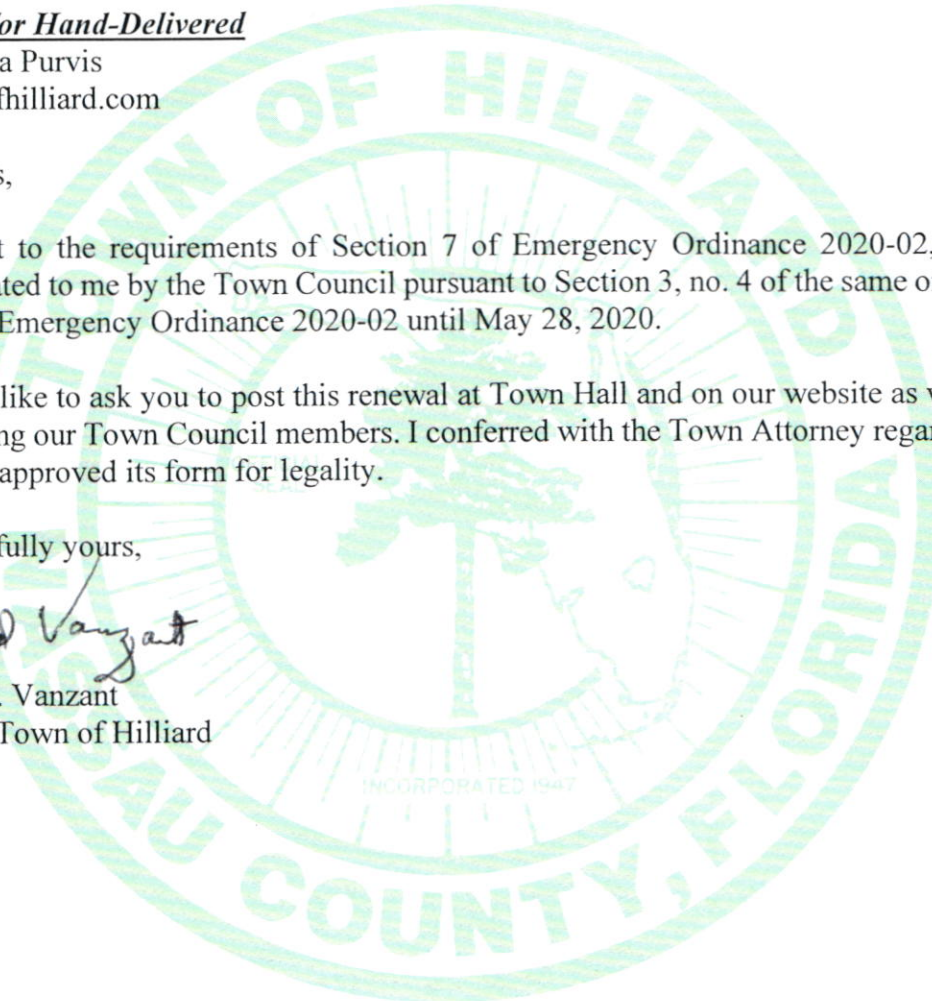 or Hand-Delivered
a Purvis
fhilliard.com
s,
t to the requirements of Section 7 of Emergency Ordinance 2020-02,
ated to me by the Town Council pursuant to Section 3, no. 4 of the same o
Emergency Ordinance 2020-02 until May 28, 2020.
like to ask you to post this renewal at Town Hall and on our website as
ng our Town Council members. I conferred with the Town Attorney regar
approved its form for legality.
fully yours,
d Vanzant
. Vanzant
Town of Hilliard
TOWN OF HILLIARD
NASSAU COUNTY, FLORIDA
OFFICIAL
SEAL
INCORPORATED 1947